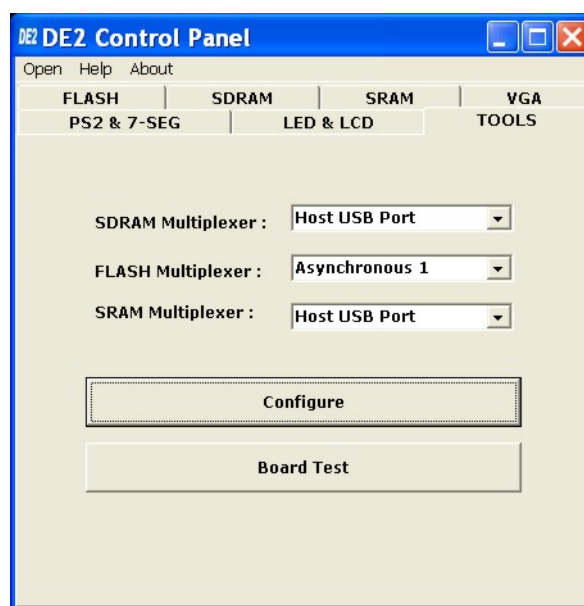 DE2 DE2 Control Panel
Open Help About
FLASH SDRAM SRAM VGA
PS2 & 7-SEG LED & LCD TOOLS
SDRAM Multiplexer : Host USB Port
FLASH Multiplexer : Asynchronous 1
SRAM Multiplexer : Host USB Port
Configure
Board Test